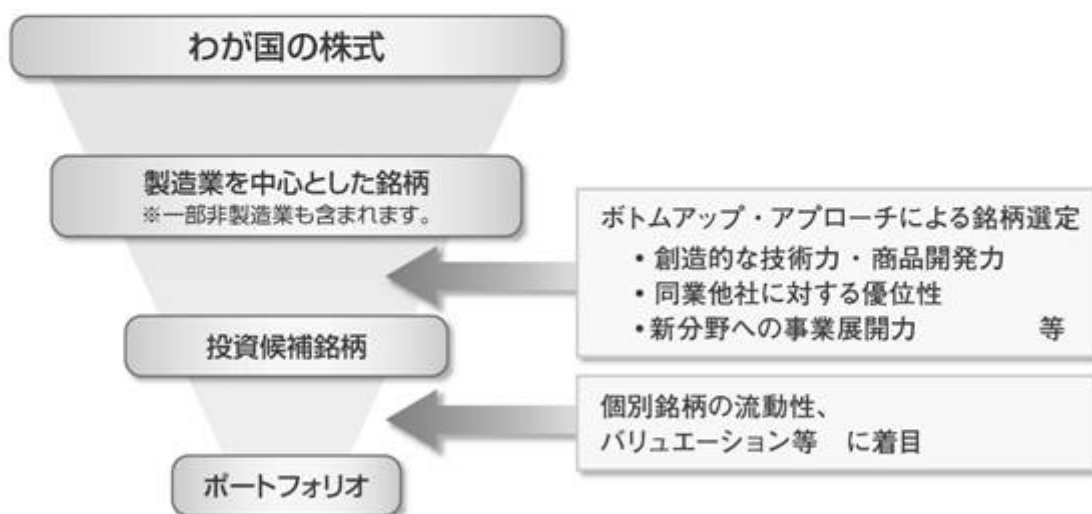 わが国の株式
製造業を中心とした銘柄
※一部非製造業も含まれます。
ボトムアップ・アプローチによる銘柄選定
• 創造的な技術力・商品開発力
• 同業他社に対する優位性
• 新分野への事業展開力 等
投資候補銘柄
個別銘柄の流動性、
バリュエーション等 に着目
ポートフォリオ